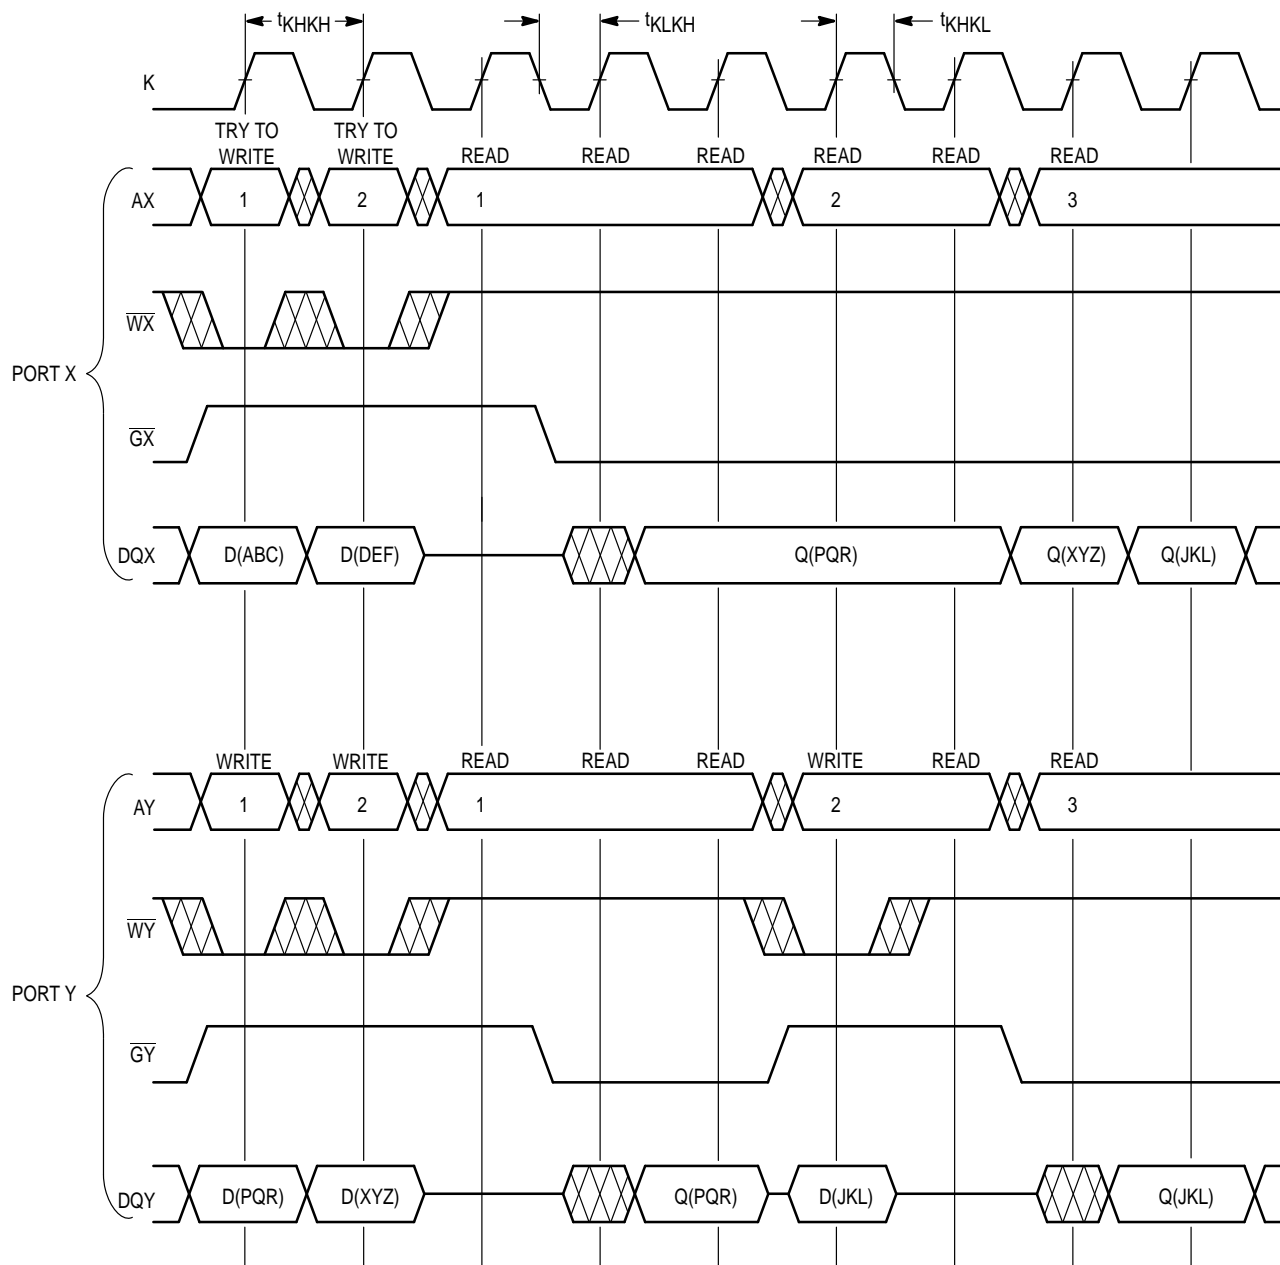 tKHKH tKLKH tKHKL
K
TRY TO TRY TO
WRITE WRITE READ READ READ READ READ READ
AX 1 2 1 2 3
WX
PORT X
GX
DQX D(ABC) D(DEF) Q(PQR) Q(XYZ) Q(JKL)
WRITE WRITE READ READ READ WRITE READ READ
AY 1 2 1 2 3
WY
PORT Y
GY
DQY D(PQR) D(XYZ) Q(PQR) D(JKL) Q(JKL)